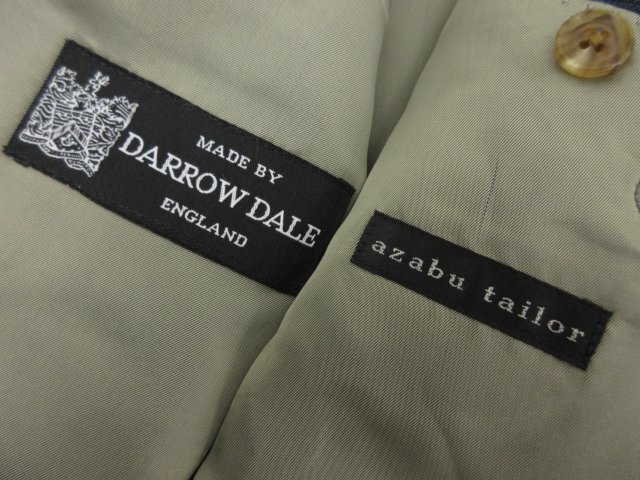 MADE BY
DARROW DALE
ENGLAND
azabu tailor